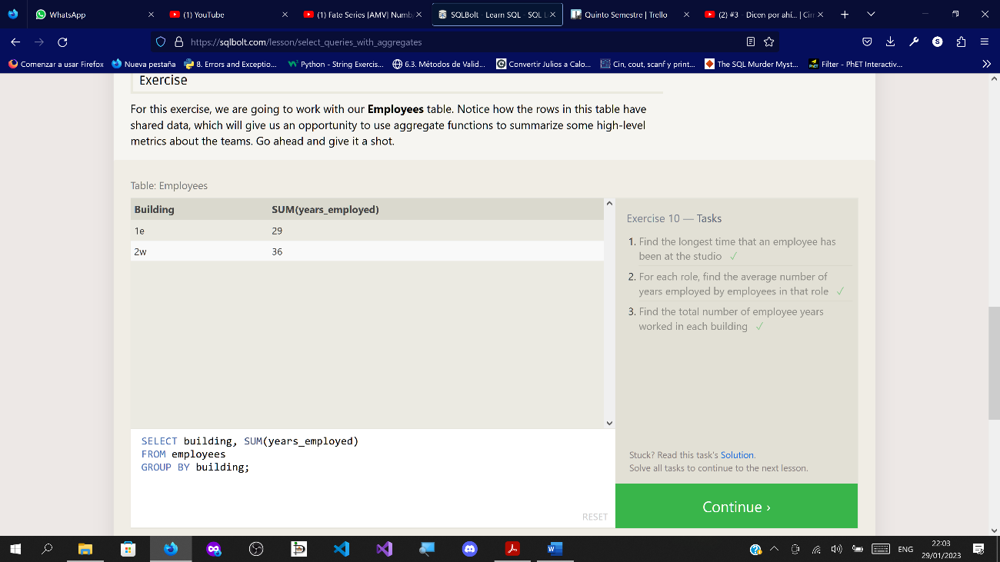 WhatsApp
(1) YouTube
(1) Fate Series [AMV] Numb
SQLBolt - Learn SQL - SQL L
Quinto Semestre | Trello
(2) #3 - Dicen por ahí... | Cir
https://sqlbolt.com/lesson/select_queries_with_aggregates
S
Comenzar a usar Firefox
Nueva pestaña
8. Errors and Exceptio...
Python - String Exercis...
6.3. Métodos de Valid...
Convertir Julios a Calo...
Cin, cout, scanf y print...
The SQL Murder Myst...
Filter - PhET Interactiv...
Exercise
For this exercise, we are going to work with our Employees table. Notice how the rows in this table have
shared data, which will give us an opportunity to use aggregate functions to summarize some high-level
metrics about the teams. Go ahead and give it a shot.
Table: Employees
Building SUM(years_employed)
1e 29
2w 36
Exercise 10 — Tasks
1. Find the longest time that an employee has
been at the studio ✓
2. For each role, find the average number of
years employed by employees in that role ✓
3. Find the total number of employee years
worked in each building ✓
SELECT building, SUM(years_employed)
FROM employees
GROUP BY building;
RESET
Stuck? Read this task's Solution.
Solve all tasks to continue to the next lesson.
Continue ›
ENG
22:03
29/01/2023